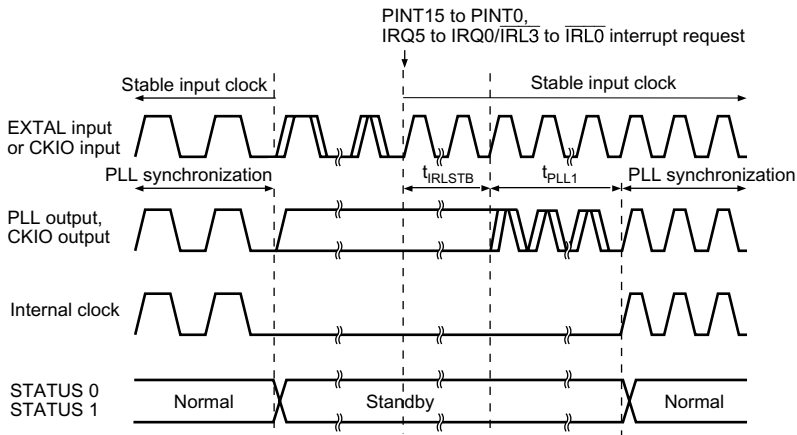 PINT15 to PINT0,
IRQ5 to IRQ0/IRL3 to IRL0 interrupt request
Stable input clock
Stable input clock
EXTAL input
or CKIO input
PLL synchronization
tIRLSTB
tPLL1
PLL synchronization
PLL output,
CKIO output
Internal clock
STATUS 0
STATUS 1
Normal
Standby
Normal